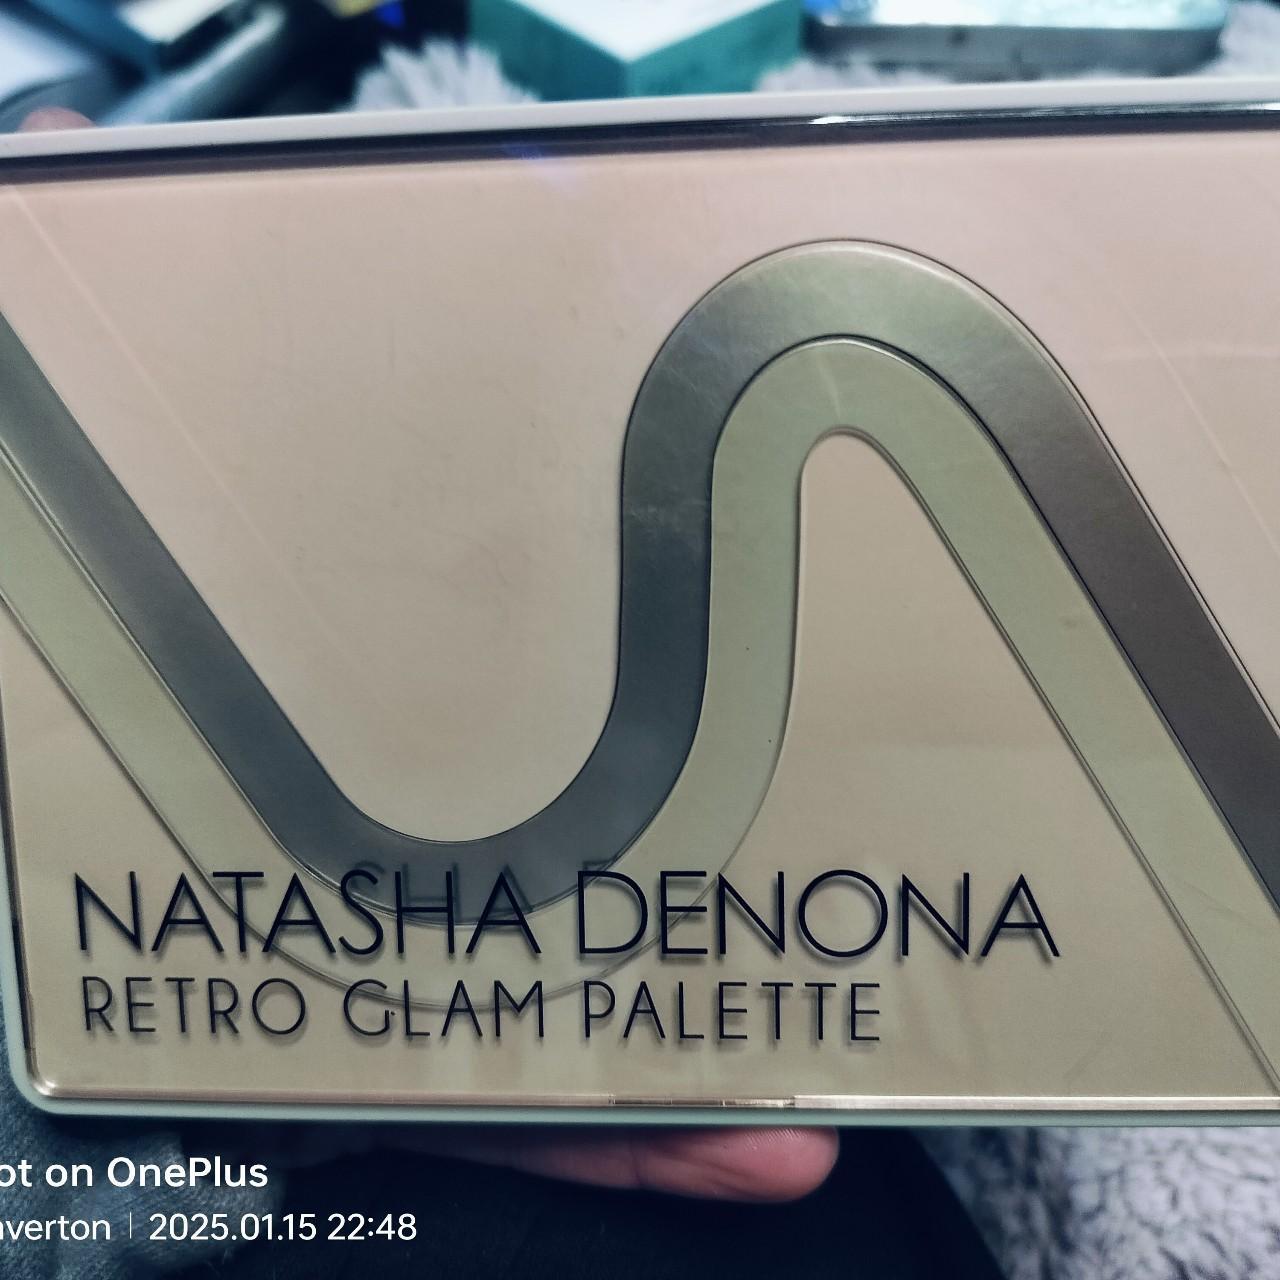 NATASHA DENONA
RETRO GLAM PALETTE
ot on OnePlus
averton | 2025.01.15 22:48